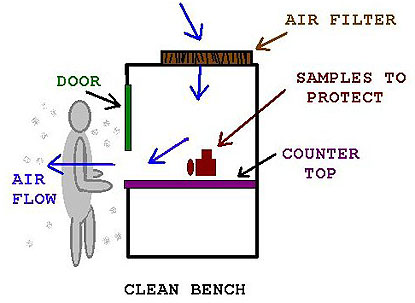 AIR FILTER
DOOR
SAMPLES TO
PROTECT
COUNTER
TOP
AIR
FLOW
CLEAN BENCH